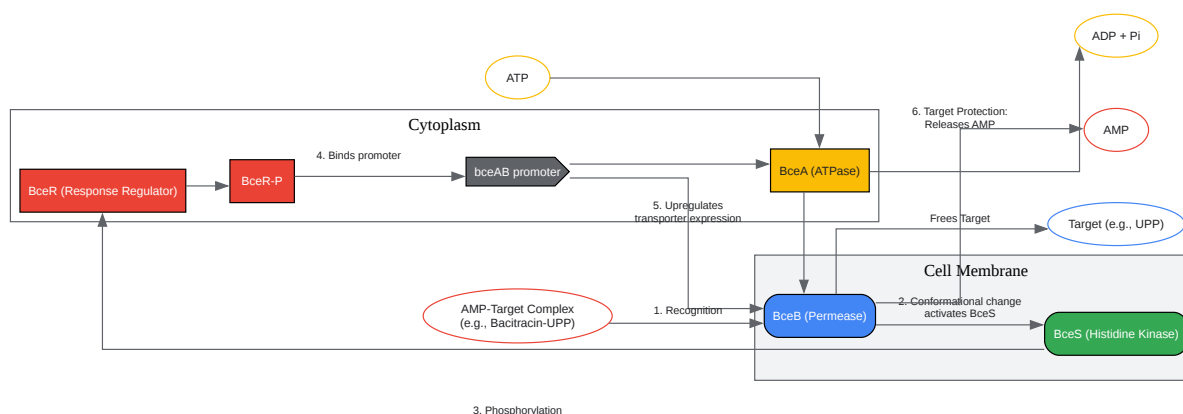 ADP + Pi
ATP
6. Target Protection:
Releases AMP
AMP
Cytoplasm
4. Binds promoter
BceR (Response Regulator)
BceR-P
bceAB promoter
BceA (ATPase)
5. Upregulates
transporter expression
Frees Target
Target (e.g., UPP)
Cell Membrane
AMP-Target Complex
(e.g., Bacitracin-UPP)
1. Recognition
BceB (Permease)
2. Conformational change
activates BceS
BceS (Histidine Kinase)
3. Phosphorylation